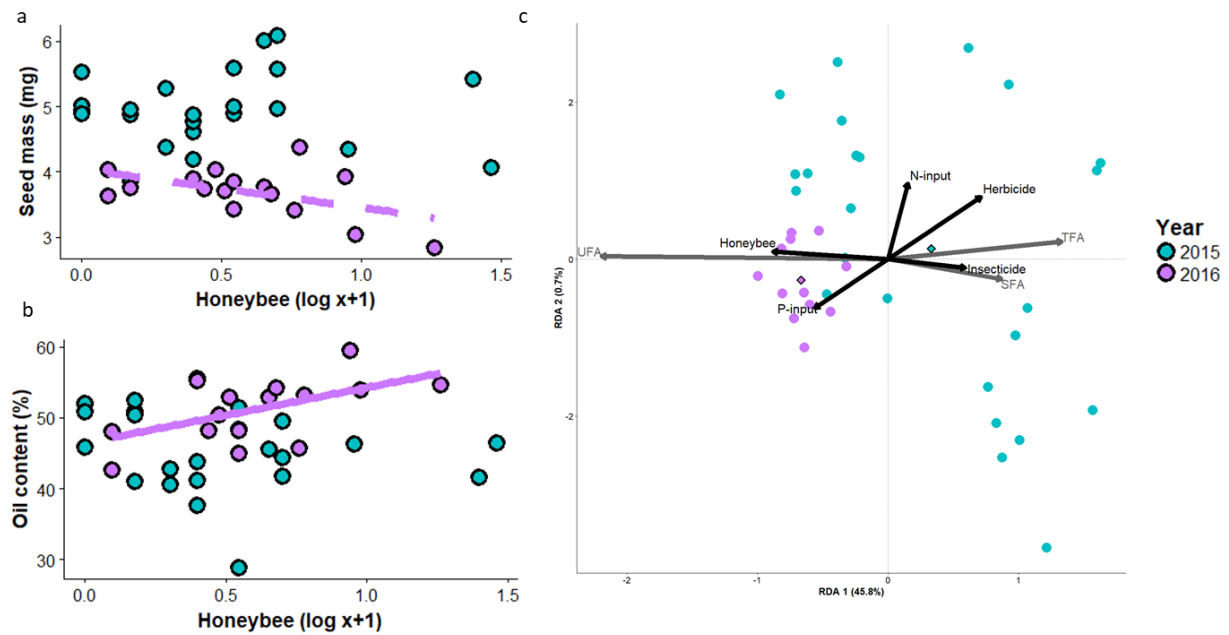 a
Seed mass (mg)
6
5
4
3
0.0 0.5 1.0 1.5
Honeybee (log x+1)
b
Oil content (%)
60
50
40
30
0.0 0.5 1.0 1.5
Honeybee (log x+1)
c
RDA 2 (0.7%)
2
0
-2
N-input
Herbicide
Honeybee
TFA
UFA
Insecticide
SFA
P-input
-2 -1 0 1
RDA 1 (45.8%)
Year
2015
2016